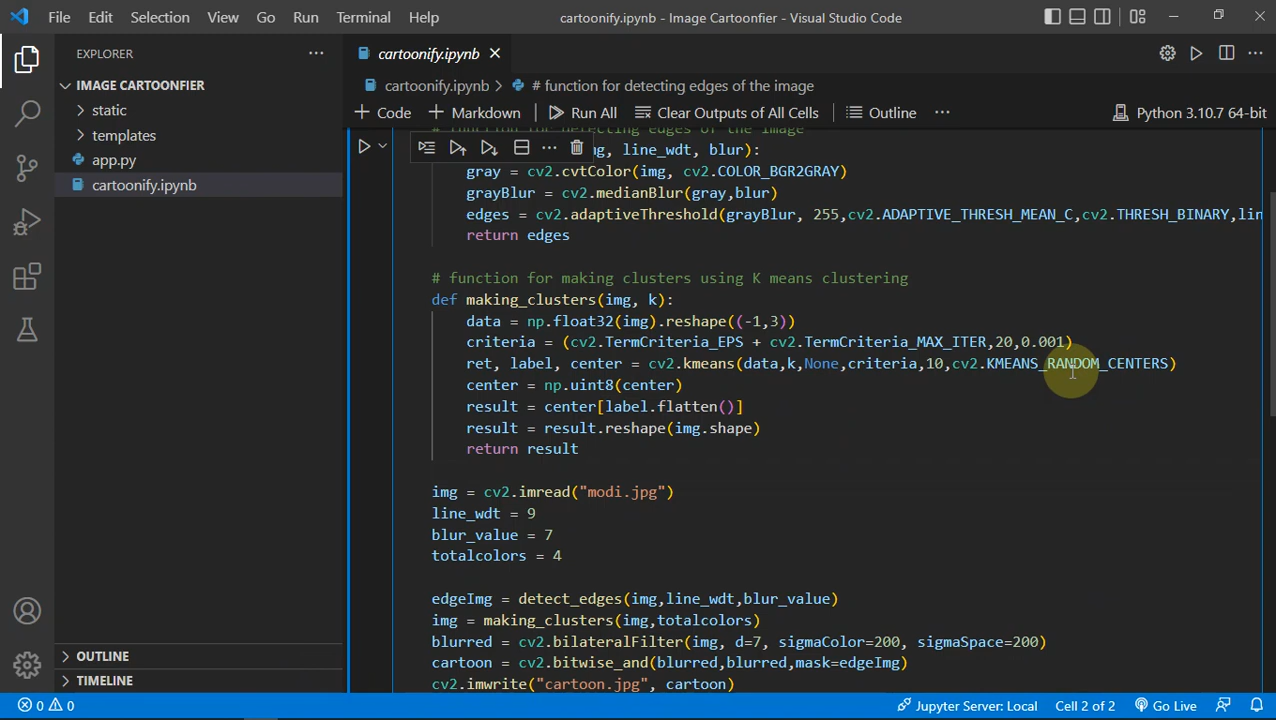 File Edit Selection View Go Run Terminal Help cartoonify.ipynb - Image Cartoonfier - Visual Studio Code
EXPLORER
IMAGE CARTOONFIER
static
templates
app.py
cartoonify.ipynb
OUTLINE
TIMELINE
cartoonify.ipynb
cartoonify.ipynb > # function for detecting edges of the image
+ Code + Markdown Run All Clear Outputs of All Cells Outline Python 3.10.7 64-bit
# function for detecting edges of the image
line_wdt, blur):
gray = cv2.cvtColor(img, cv2.COLOR_BGR2GRAY)
grayBlur = cv2.medianBlur(gray,blur)
edges = cv2.adaptiveThreshold(grayBlur, 255,cv2.ADAPTIVE_THRESH_MEAN_C,cv2.THRESH_BINARY,lin
return edges
# function for making clusters using K means clustering
def making_clusters(img, k):
data = np.float32(img).reshape((-1,3))
criteria = (cv2.TermCriteria_EPS + cv2.TermCriteria_MAX_ITER,20,0.001)
ret, label, center = cv2.kmeans(data,k,None,criteria,10,cv2.KMEANS_RANDOM_CENTERS)
center = np.uint8(center)
result = center[label.flatten()]
result = result.reshape(img.shape)
return result
img = cv2.imread("modi.jpg")
line_wdt = 9
blur_value = 7
totalcolors = 4
edgeImg = detect_edges(img,line_wdt,blur_value)
img = making_clusters(img,totalcolors)
blurred = cv2.bilateralFilter(img, d=7, sigmaColor=200, sigmaSpace=200)
cartoon = cv2.bitwise_and(blurred,blurred,mask=edgeImg)
cv2.imwrite("cartoon.jpg", cartoon)
0 0 Jupyter Server: Local Cell 2 of 2 Go Live